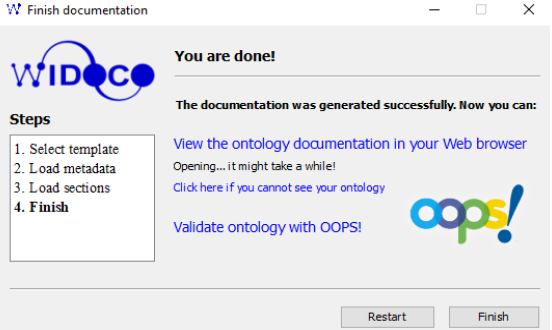 Finish documentation
WIDOCO
You are done!
The documentation was generated successfully. Now you can:
Steps
1. Select template
2. Load metadata
3. Load sections
4. Finish
View the ontology documentation in your Web browser
Opening... it might take a while!
Click here if you cannot see your ontology
Validate ontology with OOPS!
oops!
Restart
Finish